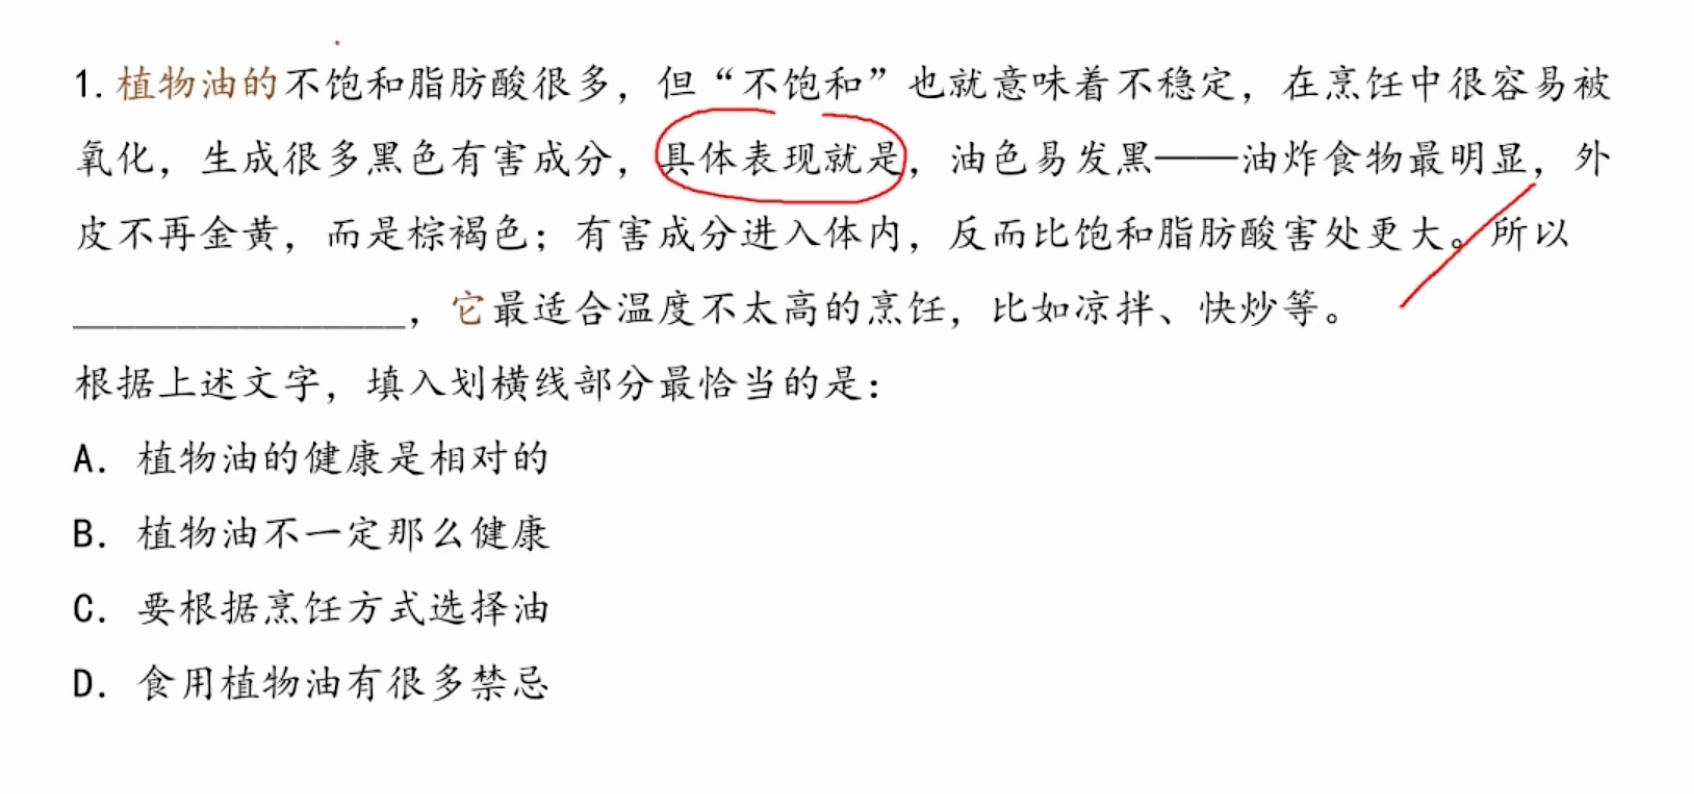 1.植物油的不饱和脂肪酸很多，但“不饱和”也就意味着不稳定，在烹饪中很容易被
氧化，生成很多黑色有害成分，具体表现就是，油色易发黑——油炸食物最明显，外
皮不再金黄，而是棕褐色；有害成分进入体内，反而比饱和脂肪酸害处更大。所以
________________，它最适合温度不太高的烹饪，比如凉拌、快炒等。
根据上述文字，填入划横线部分最恰当的是：
A. 植物油的健康是相对的
B. 植物油不一定那么健康
C. 要根据烹饪方式选择油
D. 食用植物油有很多禁忌